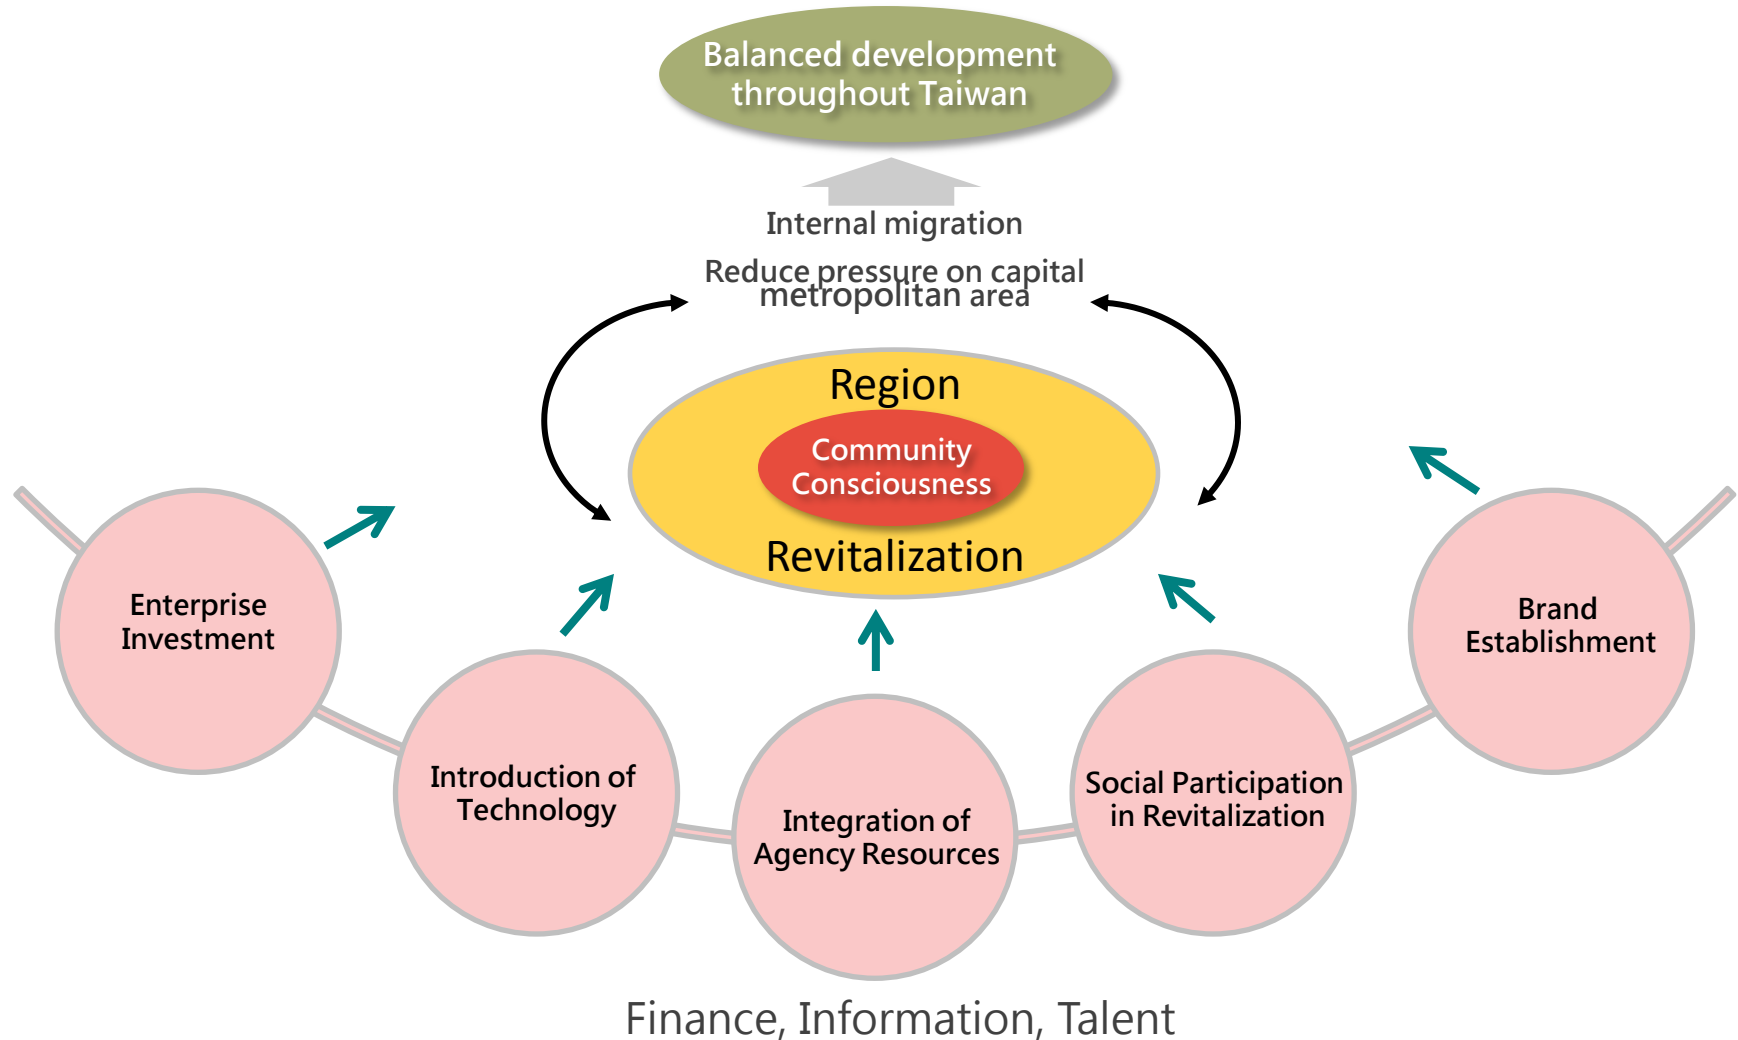 Balanced development
throughout Taiwan
Internal migration
Reduce pressure on capital
metropolitan area
Region
Community
Consciousness
Revitalization
Enterprise
Investment
Introduction of
Technology
Integration of
Agency Resources
Social Participation
in Revitalization
Brand
Establishment
Finance, Information, Talent